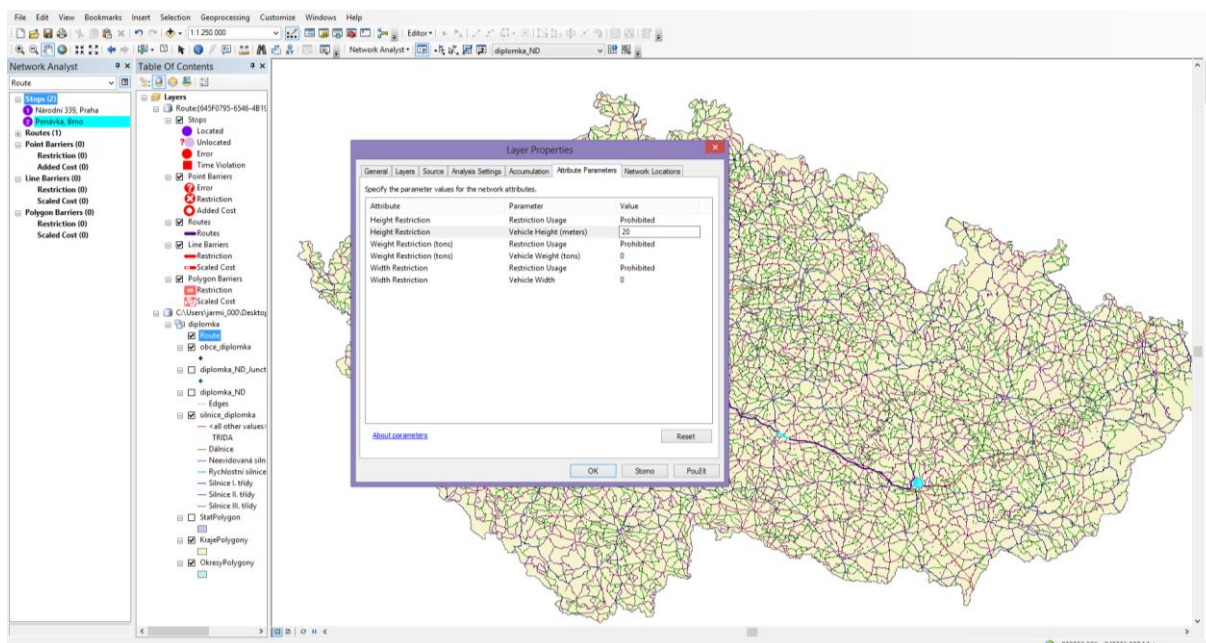 File Edit View Bookmarks Insert Selection Geoprocessing Customize Windows Help
1:1 250 000
Editor
Network Analyst
diplomka_ND
Network Analyst
Route
Stops (2)
1 Národní 339, Praha
2 Ponávka, Brno
Routes (1)
Point Barriers (0)
Restriction (0)
Added Cost (0)
Line Barriers (0)
Restriction (0)
Scaled Cost (0)
Polygon Barriers (0)
Restriction (0)
Scaled Cost (0)
Table Of Contents
Layers
Stops
Located
? Unlocated
Error
Time Violation
Point Barriers
Error
Restriction
Added Cost
Routes
Routes
Line Barriers
Restriction
Scaled Cost
Polygon Barriers
Restriction
Scaled Cost
C:\Users\jarmi_000\Desktop
diplomka
Route
obce_diplomka
diplomka_ND_Junct
diplomka_ND
Edges
silnice_diplomka
<all other values>
TRIDA
Dálnice
Neevidovaná siln
Rychlostní silnice
Silnice I. třídy
Silnice II. třídy
Silnice III. třídy
StatPolygon
KrajePolygony
OkresyPolygony
Layer Properties
General Layers Source Analysis Settings Accumulation Attribute Parameters Network Locations
Specify the parameter values for the network attributes.
Attribute Parameter Value
Height Restriction Restriction Usage Prohibited
Height Restriction Vehicle Height (meters) 20
Weight Restriction (tons) Restriction Usage Prohibited
Weight Restriction (tons) Vehicle Weight (tons) 0
Width Restriction Restriction Usage Prohibited
Width Restriction Vehicle Width 0
About parameters
Reset
OK Storno Použít